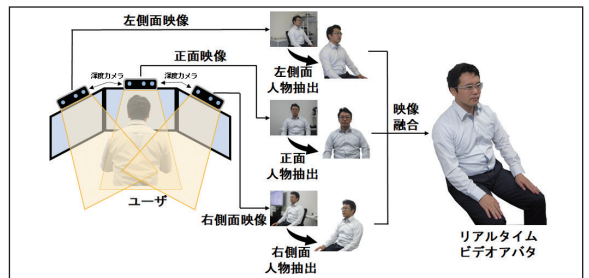 左側面映像
正面映像
深度カメラ
深度カメラ
左側面
人物抽出
正面
人物抽出
映像
融合
ユーザ
右側面映像
右側面
人物抽出
リアルタイム
ビデオアバタ